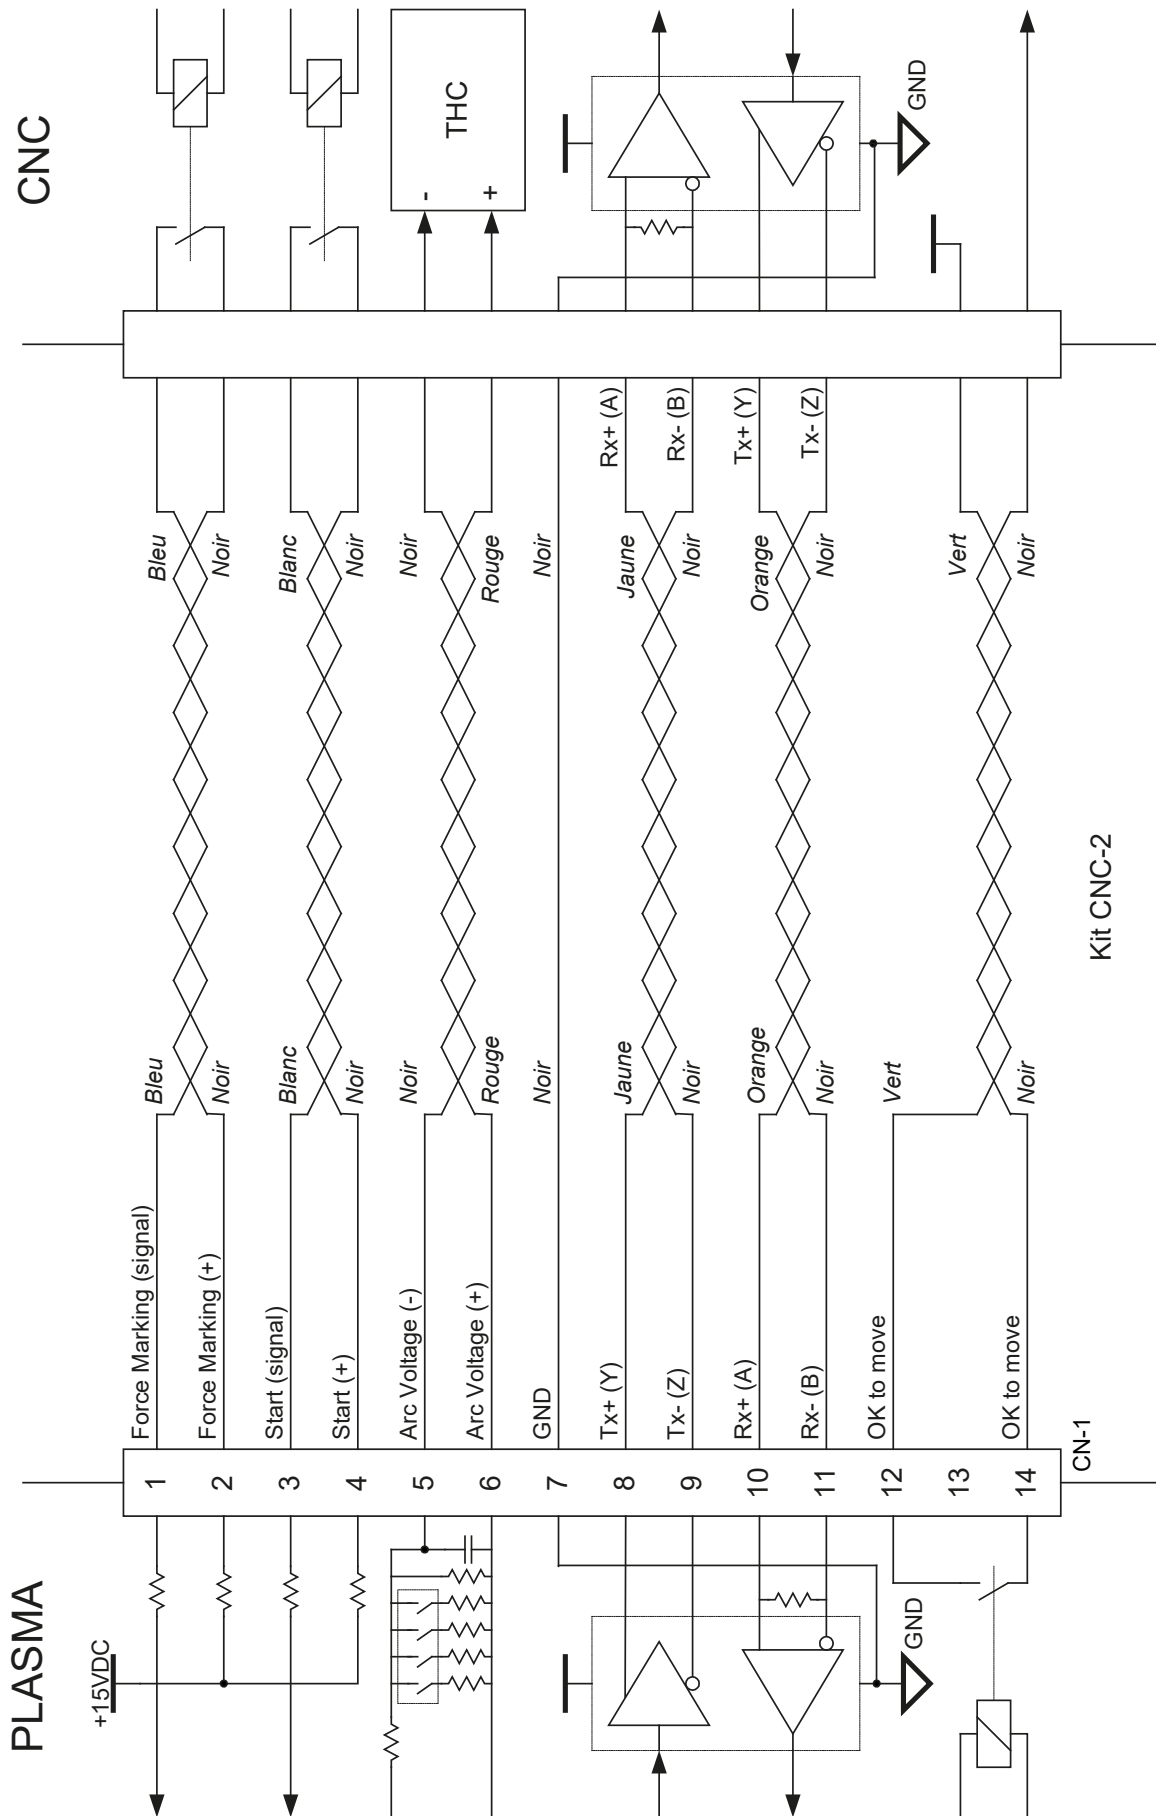 PLASMA
CNC
+15VDC
1
Force Marking (signal)
Bleu
Bleu
2
Force Marking (+)
Noir
Noir
3
Start (signal)
Blanc
Blanc
4
Start (+)
Noir
Noir
5
Arc Voltage (-)
Noir
Noir
-
6
Arc Voltage (+)
Rouge
Rouge
+
THC
7
GND
Noir
Noir
8
Tx+ (Y)
Jaune
Jaune
Rx+ (A)
9
Tx- (Z)
Noir
Noir
Rx- (B)
10
Rx+ (A)
Orange
Orange
Tx+ (Y)
11
Rx- (B)
Noir
Noir
Tx- (Z)
GND
GND
12
OK to move
Vert
Vert
13
14
OK to move
Noir
Noir
CN-1
Kit CNC-2